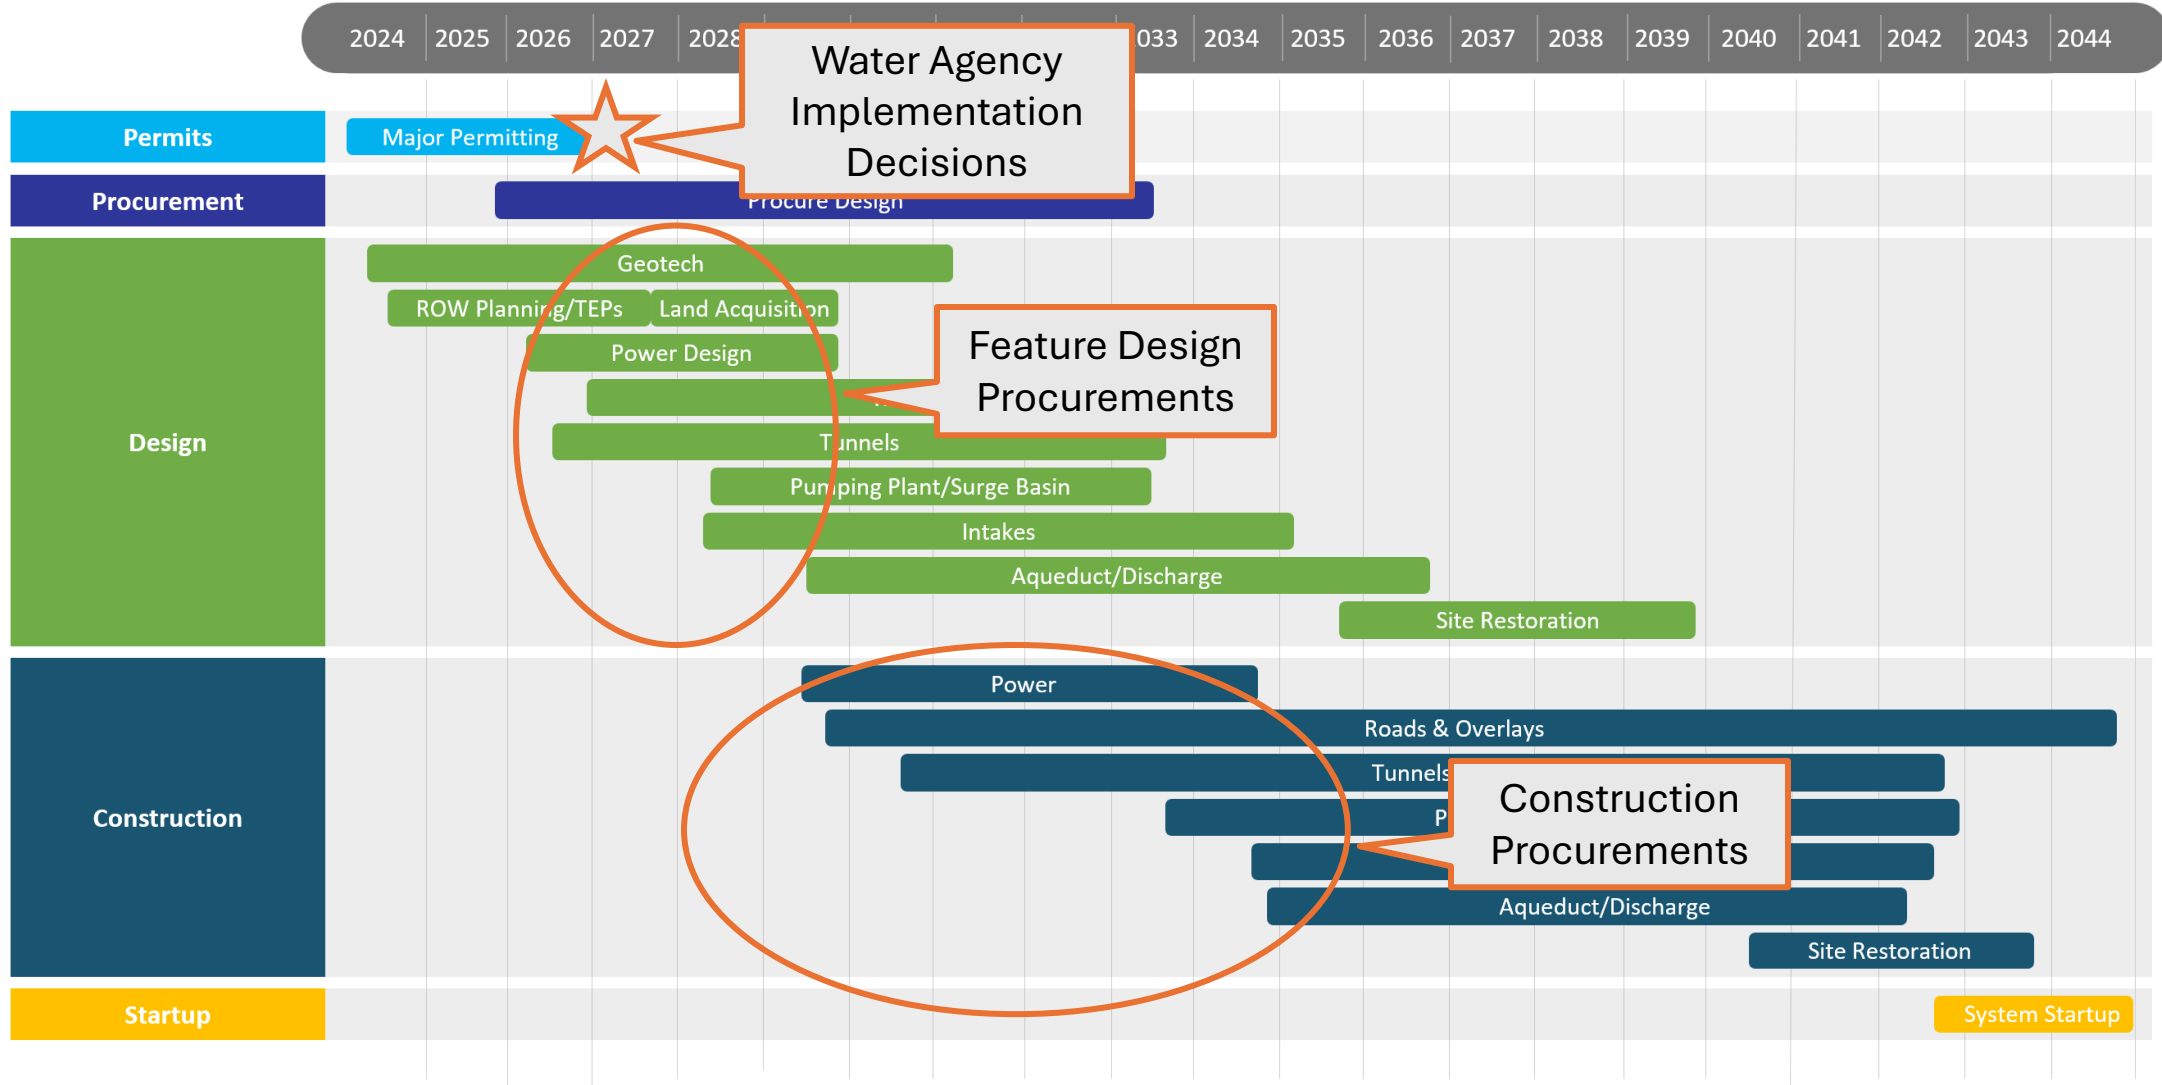 2024 2025 2026 2027 2028 2034 2035 2036 2037 2038 2039 2040 2041 2042 2043 2044
Water Agency
Implementation
Decisions
Permits
Major Permitting
Procurement
Procure Design
Design
Geotech
ROW Planning/TEPs
Land Acquisition
Power Design
Feature Design
Procurements
Tunnels
Pumping Plant/Surge Basin
Intakes
Aqueduct/Discharge
Site Restoration
Construction
Power
Roads & Overlays
Tunnels
Construction
Procurements
Aqueduct/Discharge
Site Restoration
Startup
System Startup